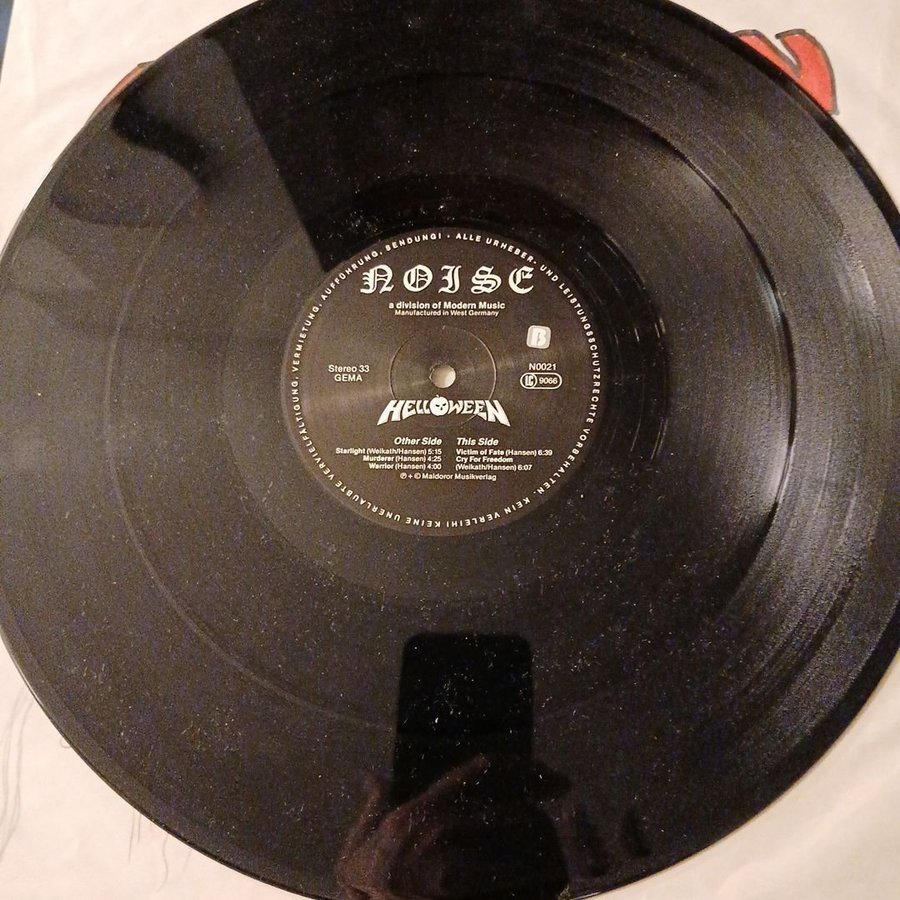 ALLE URHEBER- UND LEISTUNGSSCHUTZRECHTE VORBEHALTEN· KEIN VERLEIH! KEINE UNERLAUBTE VERVIELFÄLTIGUNG, VERMIETUNG, AUFFÜHRUNG, SENDUNG! ·
NOISE
a division of Modern Music
Manufactured in West Germany
B
Stereo 33
GEMA
N0021
LC 9066
HELLOWEEN
Other Side
Starlight (Weikath/Hansen) 5:15
Murderer (Hansen) 4:25
Warrior (Hansen) 4:00
This Side
Victim of Fate (Hansen) 6:39
Cry For Freedom
(Weikath/Hansen) 6:07
℗ + © Maldoror Musikverlag